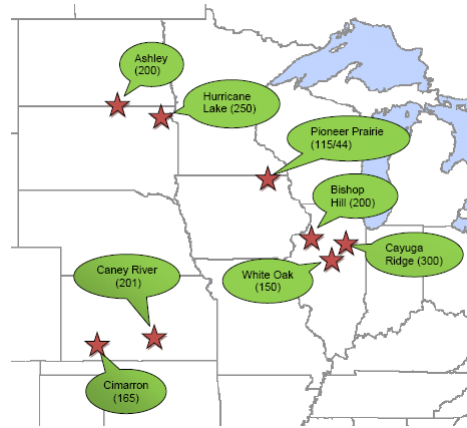 Ashley
(200)
Hurricane
Lake (250)
Pioneer Prairie
(115/44)
Bishop
Hill (200)
Cayuga
Ridge (300)
White Oak
(150)
Caney River
(201)
Cimarron
(165)